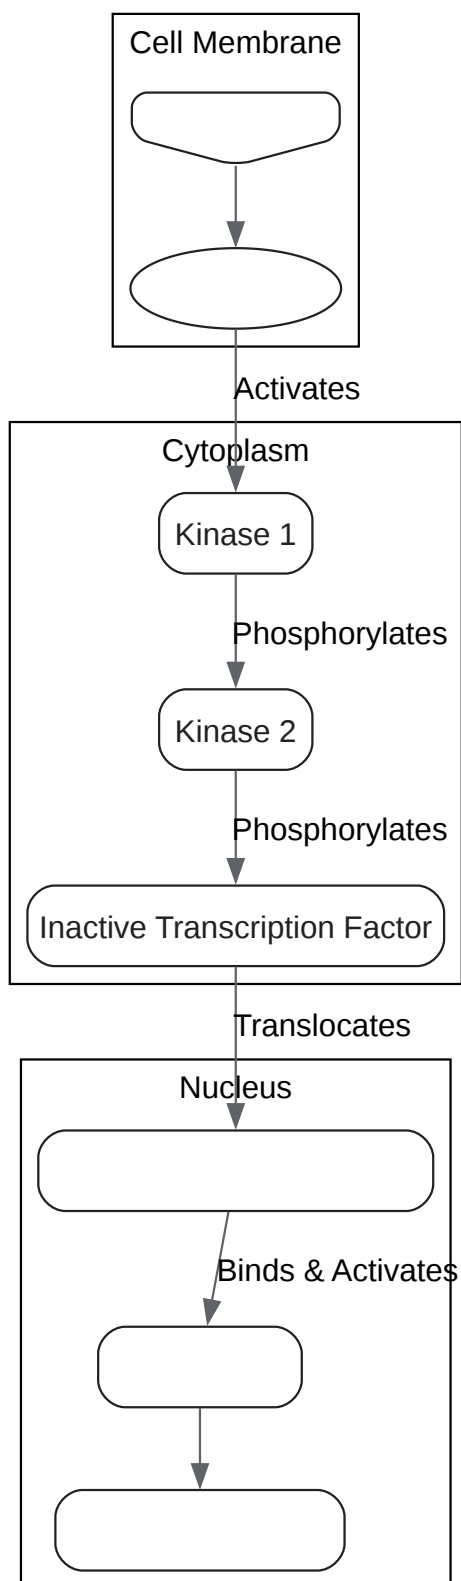 Cell Membrane
Activates
Cytoplasm
Kinase 1
Phosphorylates
Kinase 2
Phosphorylates
Inactive Transcription Factor
Translocates
Nucleus
Binds & Activates